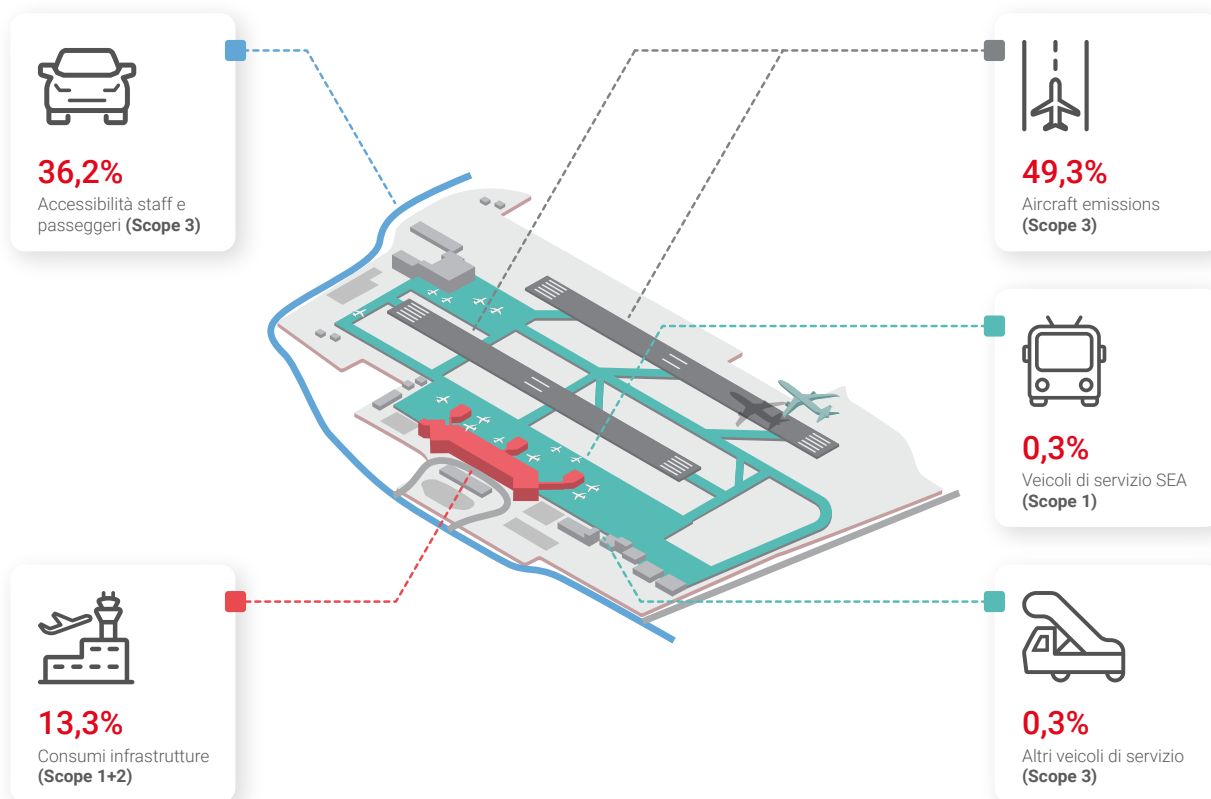 36,2%
Accessibilità staff e
passeggeri (Scope 3)
49,3%
Aircraft emissions
(Scope 3)
0,3%
Veicoli di servizio SEA
(Scope 1)
13,3%
Consumi infrastrutture
(Scope 1+2)
0,3%
Altri veicoli di servizio
(Scope 3)